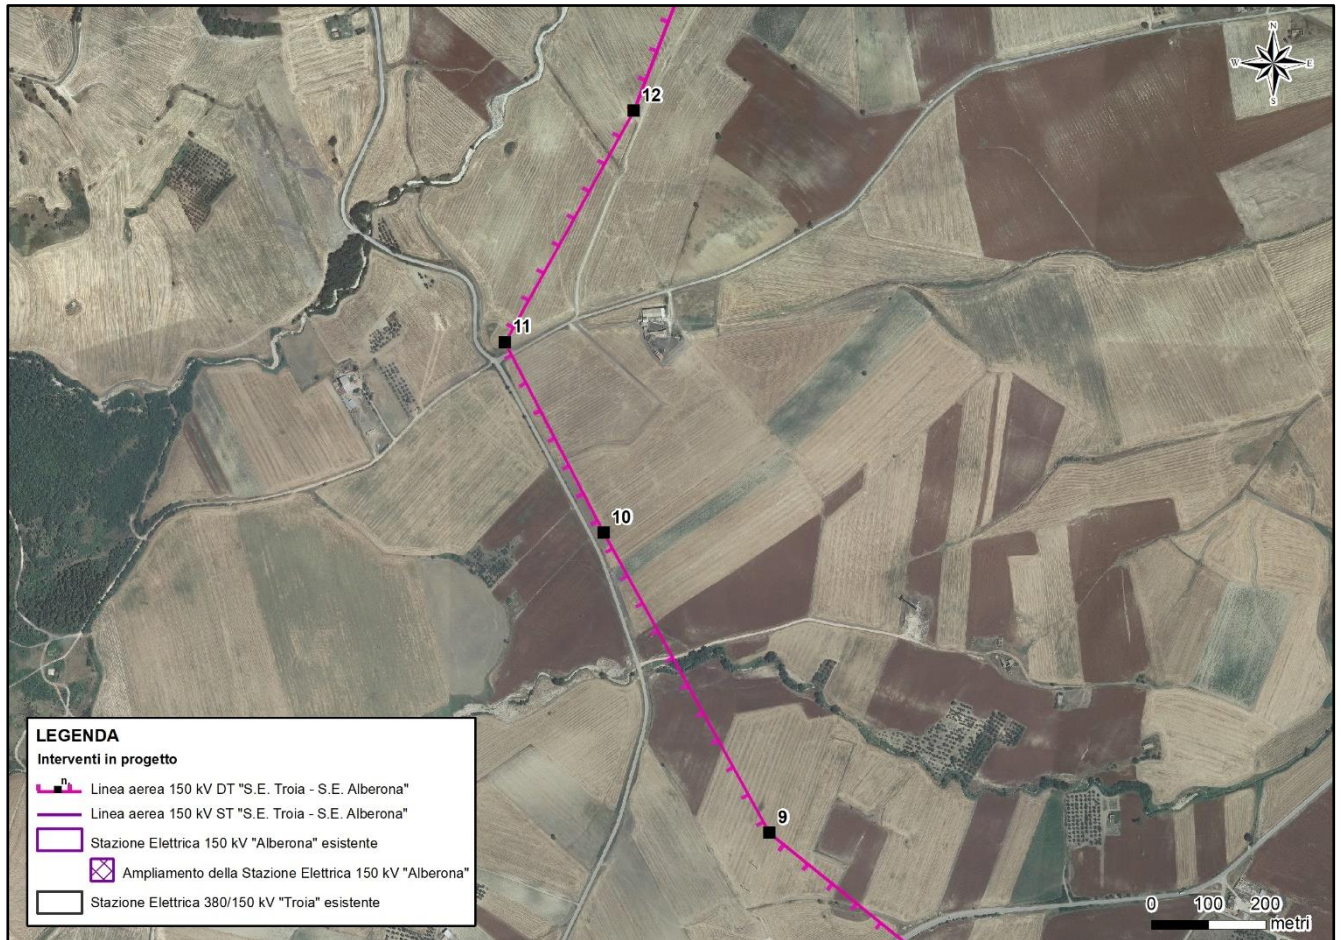 N
W E
S
12
11
10
9
LEGENDA
Interventi in progetto
n
Linea aerea 150 kV DT "S.E. Troia - S.E. Alberona"
Linea aerea 150 kV ST "S.E. Troia - S.E. Alberona"
Stazione Elettrica 150 kV "Alberona" esistente
Ampliamento della Stazione Elettrica 150 kV "Alberona"
Stazione Elettrica 380/150 kV "Troia" esistente
0 100 200
metri